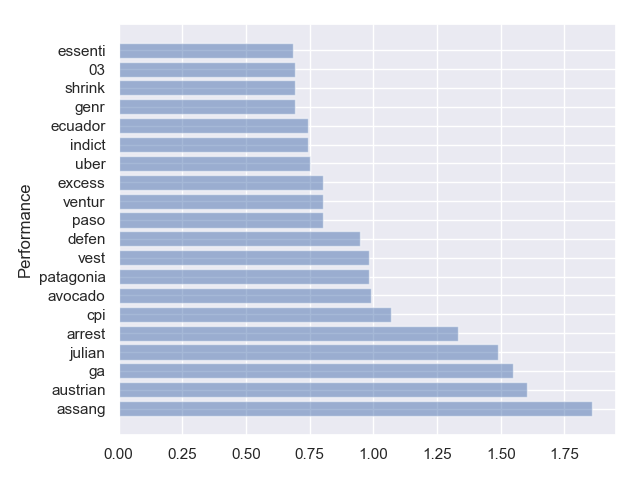 essenti
03
shrink
genr
ecuador
indict
uber
excess
ventur
paso
defen
vest
patagonia
avocado
cpi
arrest
julian
ga
austrian
assang
Performance
0.00 0.25 0.50 0.75 1.00 1.25 1.50 1.75